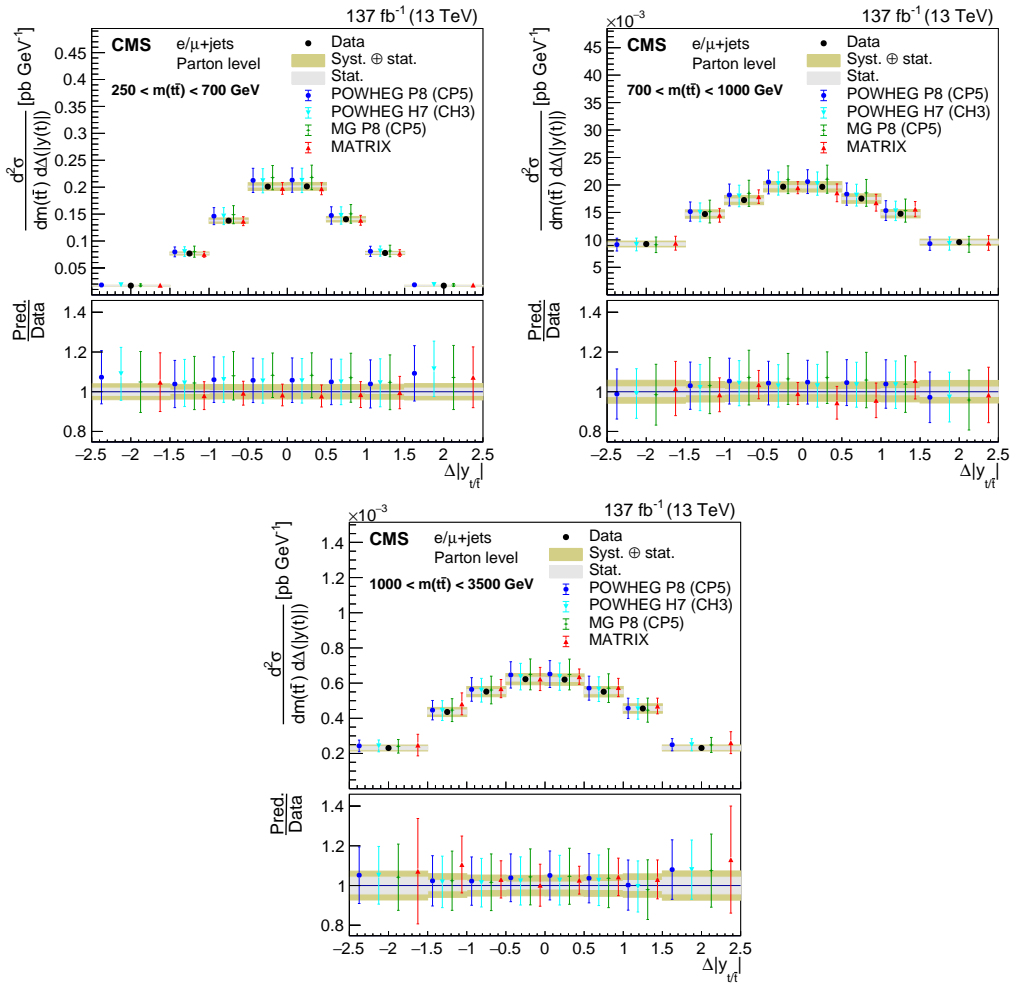 137 fb⁻¹ (13 TeV)
CMS e/μ+jets
Parton level
250 < m(tt̄) < 700 GeV
Data
Syst. ⊕ stat.
Stat.
POWHEG P8 (CP5)
POWHEG H7 (CH3)
MG P8 (CP5)
MATRIX
d²σ / dm(tt̄) dΔ(|y(t)|) [pb GeV⁻¹]
0.45
0.4
0.35
0.3
0.25
0.2
0.15
0.1
0.05
Pred. / Data
1.4
1.2
1
0.8
−2.5 −2 −1.5 −1 −0.5 0 0.5 1 1.5 2 2.5
Δ|y_t/t̄|
×10⁻³ 137 fb⁻¹ (13 TeV)
CMS e/μ+jets
Parton level
700 < m(tt̄) < 1000 GeV
Data
Syst. ⊕ stat.
Stat.
POWHEG P8 (CP5)
POWHEG H7 (CH3)
MG P8 (CP5)
MATRIX
d²σ / dm(tt̄) dΔ(|y(t)|) [pb GeV⁻¹]
45
40
35
30
25
20
15
10
5
0
Pred. / Data
1.4
1.2
1
0.8
−2.5 −2 −1.5 −1 −0.5 0 0.5 1 1.5 2 2.5
Δ|y_t/t̄|
×10⁻³ 137 fb⁻¹ (13 TeV)
CMS e/μ+jets
Parton level
1000 < m(tt̄) < 3500 GeV
Data
Syst. ⊕ stat.
Stat.
POWHEG P8 (CP5)
POWHEG H7 (CH3)
MG P8 (CP5)
MATRIX
d²σ / dm(tt̄) dΔ(|y(t)|) [pb GeV⁻¹]
1.4
1.2
1
0.8
0.6
0.4
0.2
Pred. / Data
1.4
1.2
1
0.8
−2.5 −2 −1.5 −1 −0.5 0 0.5 1 1.5 2 2.5
Δ|y_t/t̄|